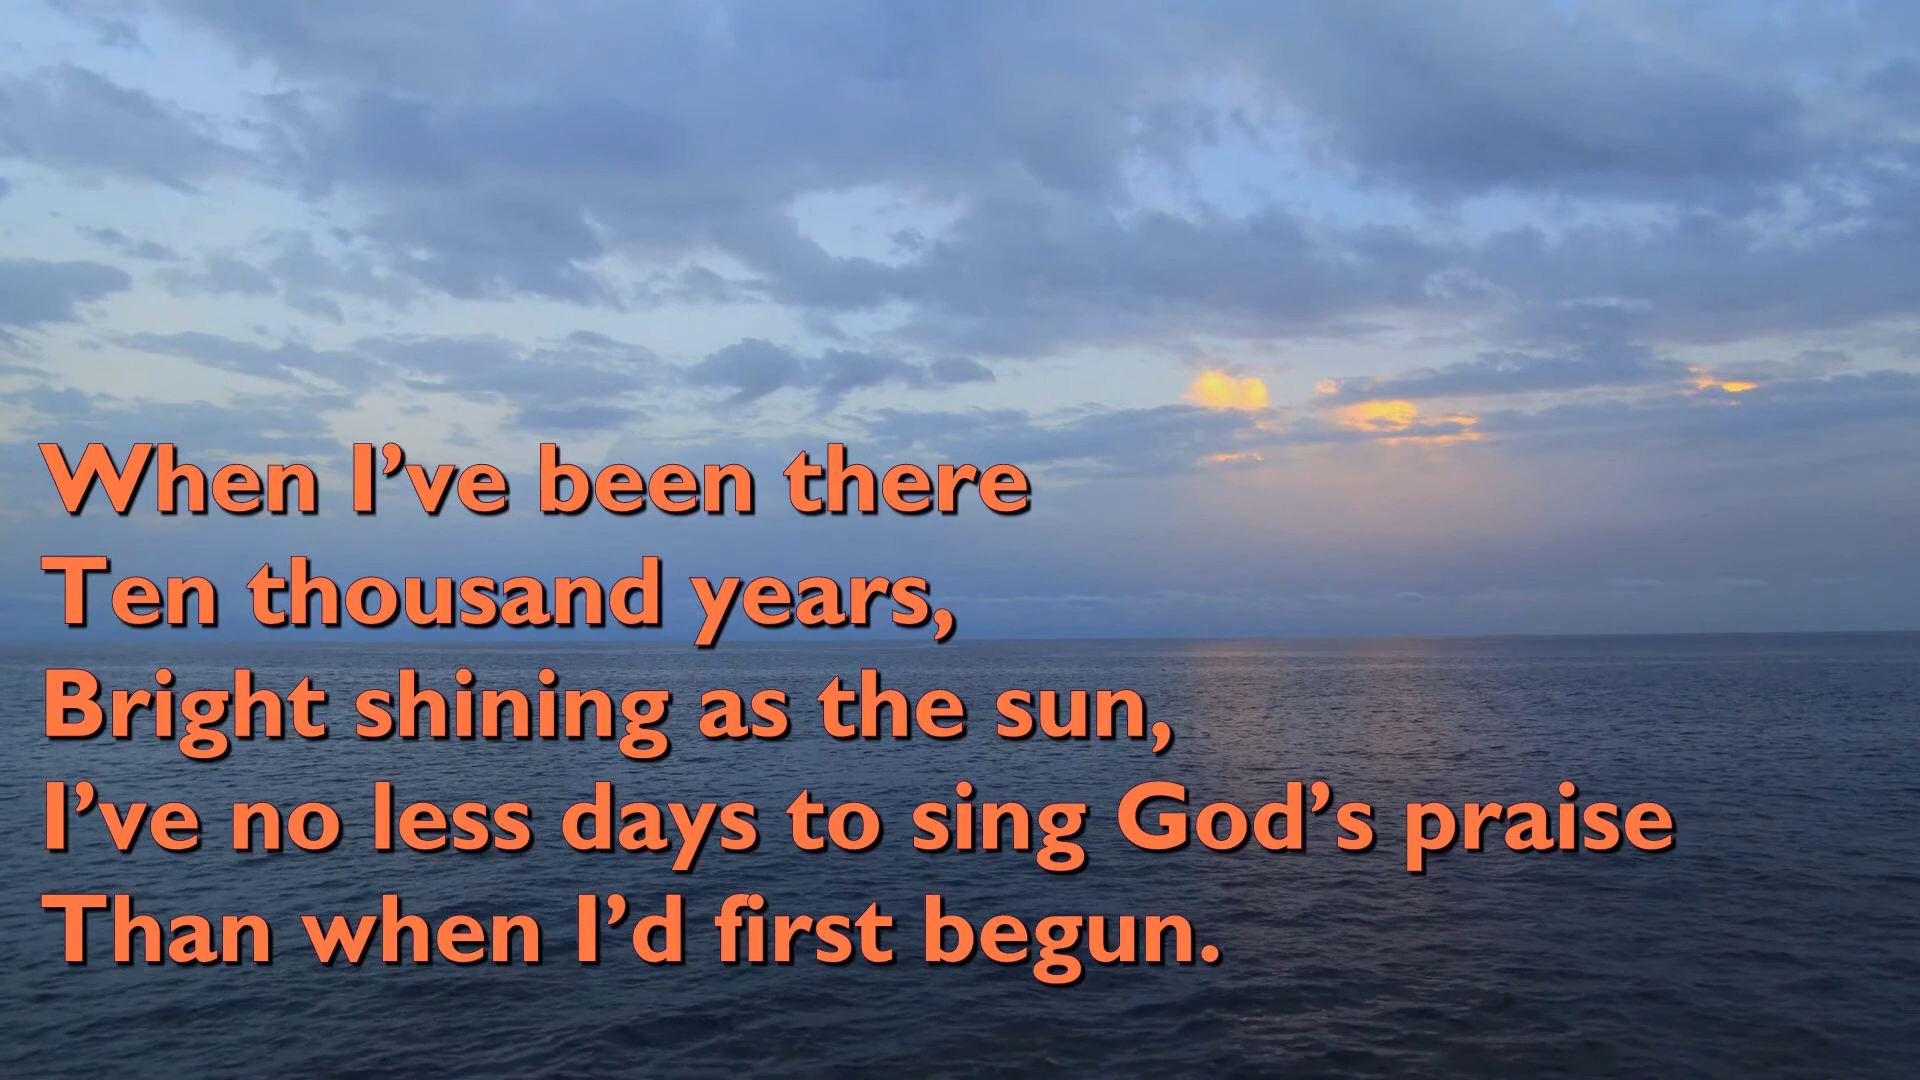 When I’ve been there
Ten thousand years,
Bright shining as the sun,
I’ve no less days to sing God’s praise
Than when I’d first begun.